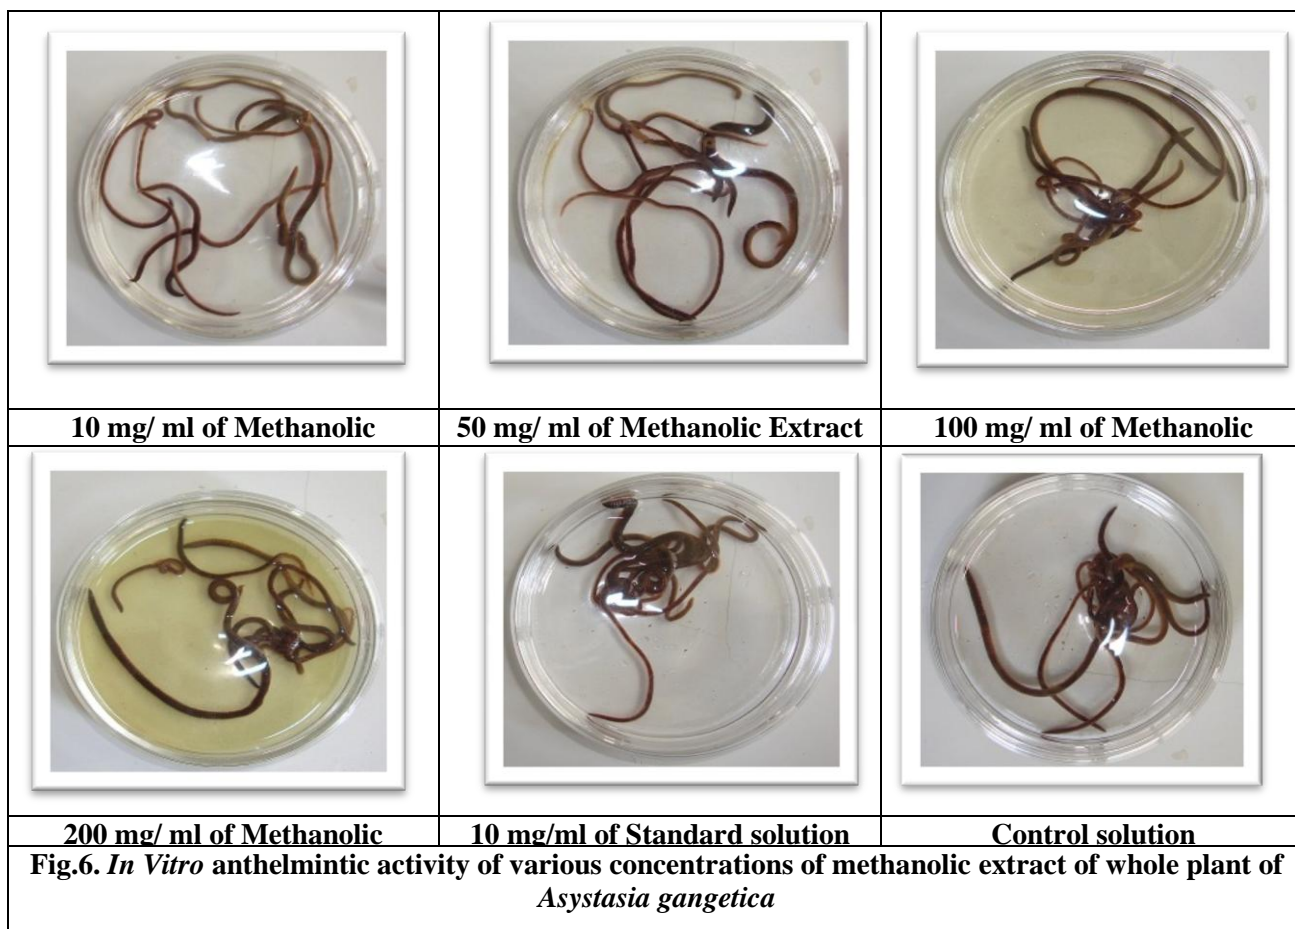 10 mg/ ml of Methanolic
50 mg/ ml of Methanolic Extract
100 mg/ ml of Methanolic
200 mg/ ml of Methanolic
10 mg/ml of Standard solution
Control solution
Fig.6. In Vitro anthelmintic activity of various concentrations of methanolic extract of whole plant of
Asystasia gangetica